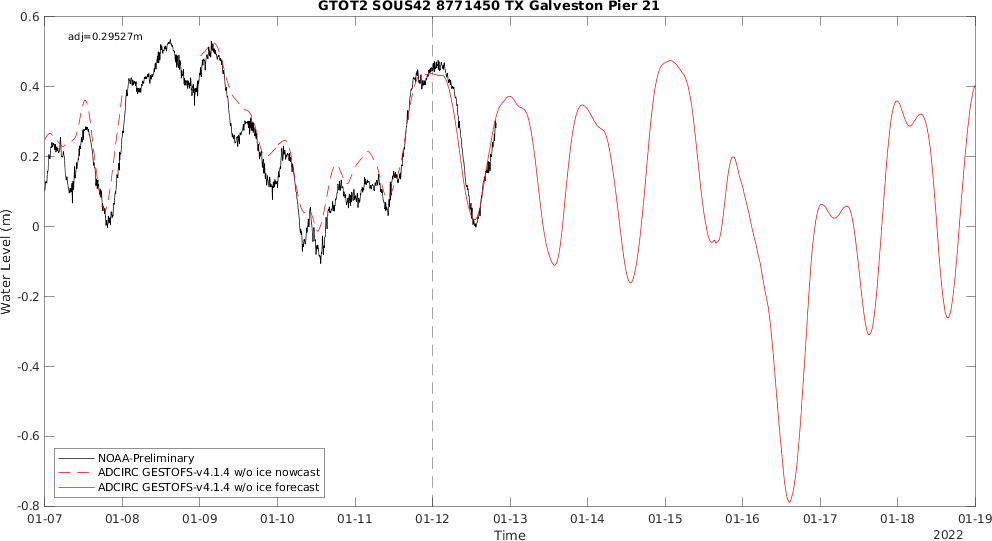 GTOT2 SOUS42 8771450 TX Galveston Pier 21
adj=0.29527m
0.6
0.4
0.2
0
-0.2
-0.4
-0.6
-0.8
Water Level (m)
NOAA-Preliminary
ADCIRC GESTOFS-v4.1.4 w/o ice nowcast
ADCIRC GESTOFS-v4.1.4 w/o ice forecast
01-07 01-08 01-09 01-10 01-11 01-12 01-13 01-14 01-15 01-16 01-17 01-18 01-19
Time
2022